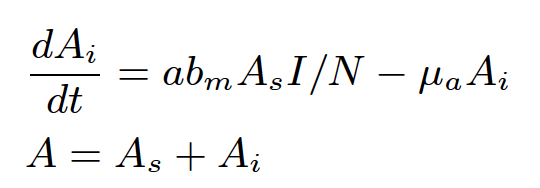 dA_i/dt = ab_m A_s I/N − μ_a A_i
A = A_s + A_i